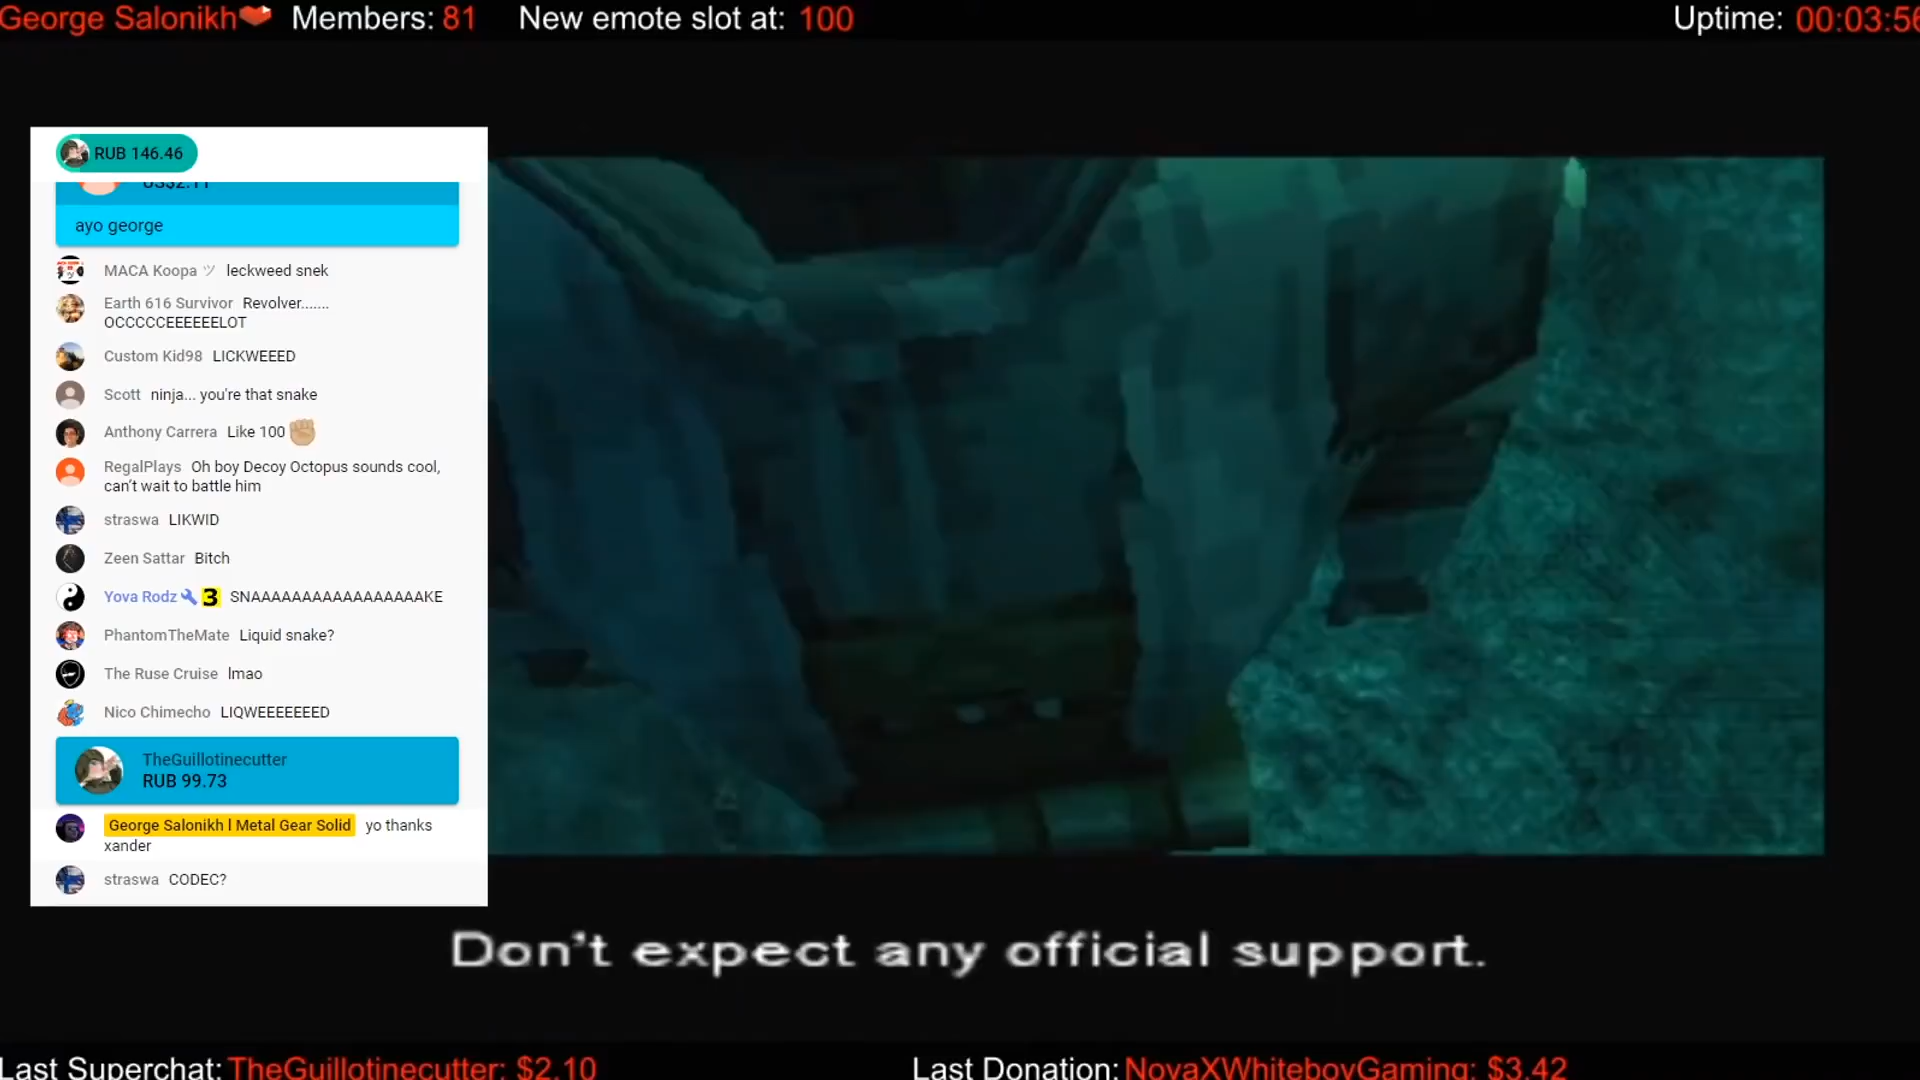 George Salonikh Members: 81 New emote slot at: 100 Uptime: 00:03:56
RUB 146.46
US$2.11
ayo george
MACA Koopa ツ leckweed snek
Earth 616 Survivor Revolver.......
OCCCCCEEEEEELOT
Custom Kid98 LICKWEEED
Scott ninja... you're that snake
Anthony Carrera Like 100
RegalPlays Oh boy Decoy Octopus sounds cool,
can't wait to battle him
straswa LIKWID
Zeen Sattar Bitch
Yova Rodz 3 SNAAAAAAAAAAAAAAAAAKE
PhantomTheMate Liquid snake?
The Ruse Cruise lmao
Nico Chimecho LIQWEEEEEEED
TheGuillotinecutter
RUB 99.73
George Salonikh l Metal Gear Solid yo thanks
xander
straswa CODEC?
Don't expect any official support.
Last Superchat: TheGuillotinecutter: $2.10 Last Donation: NovaXWhiteboyGaming: $3.42